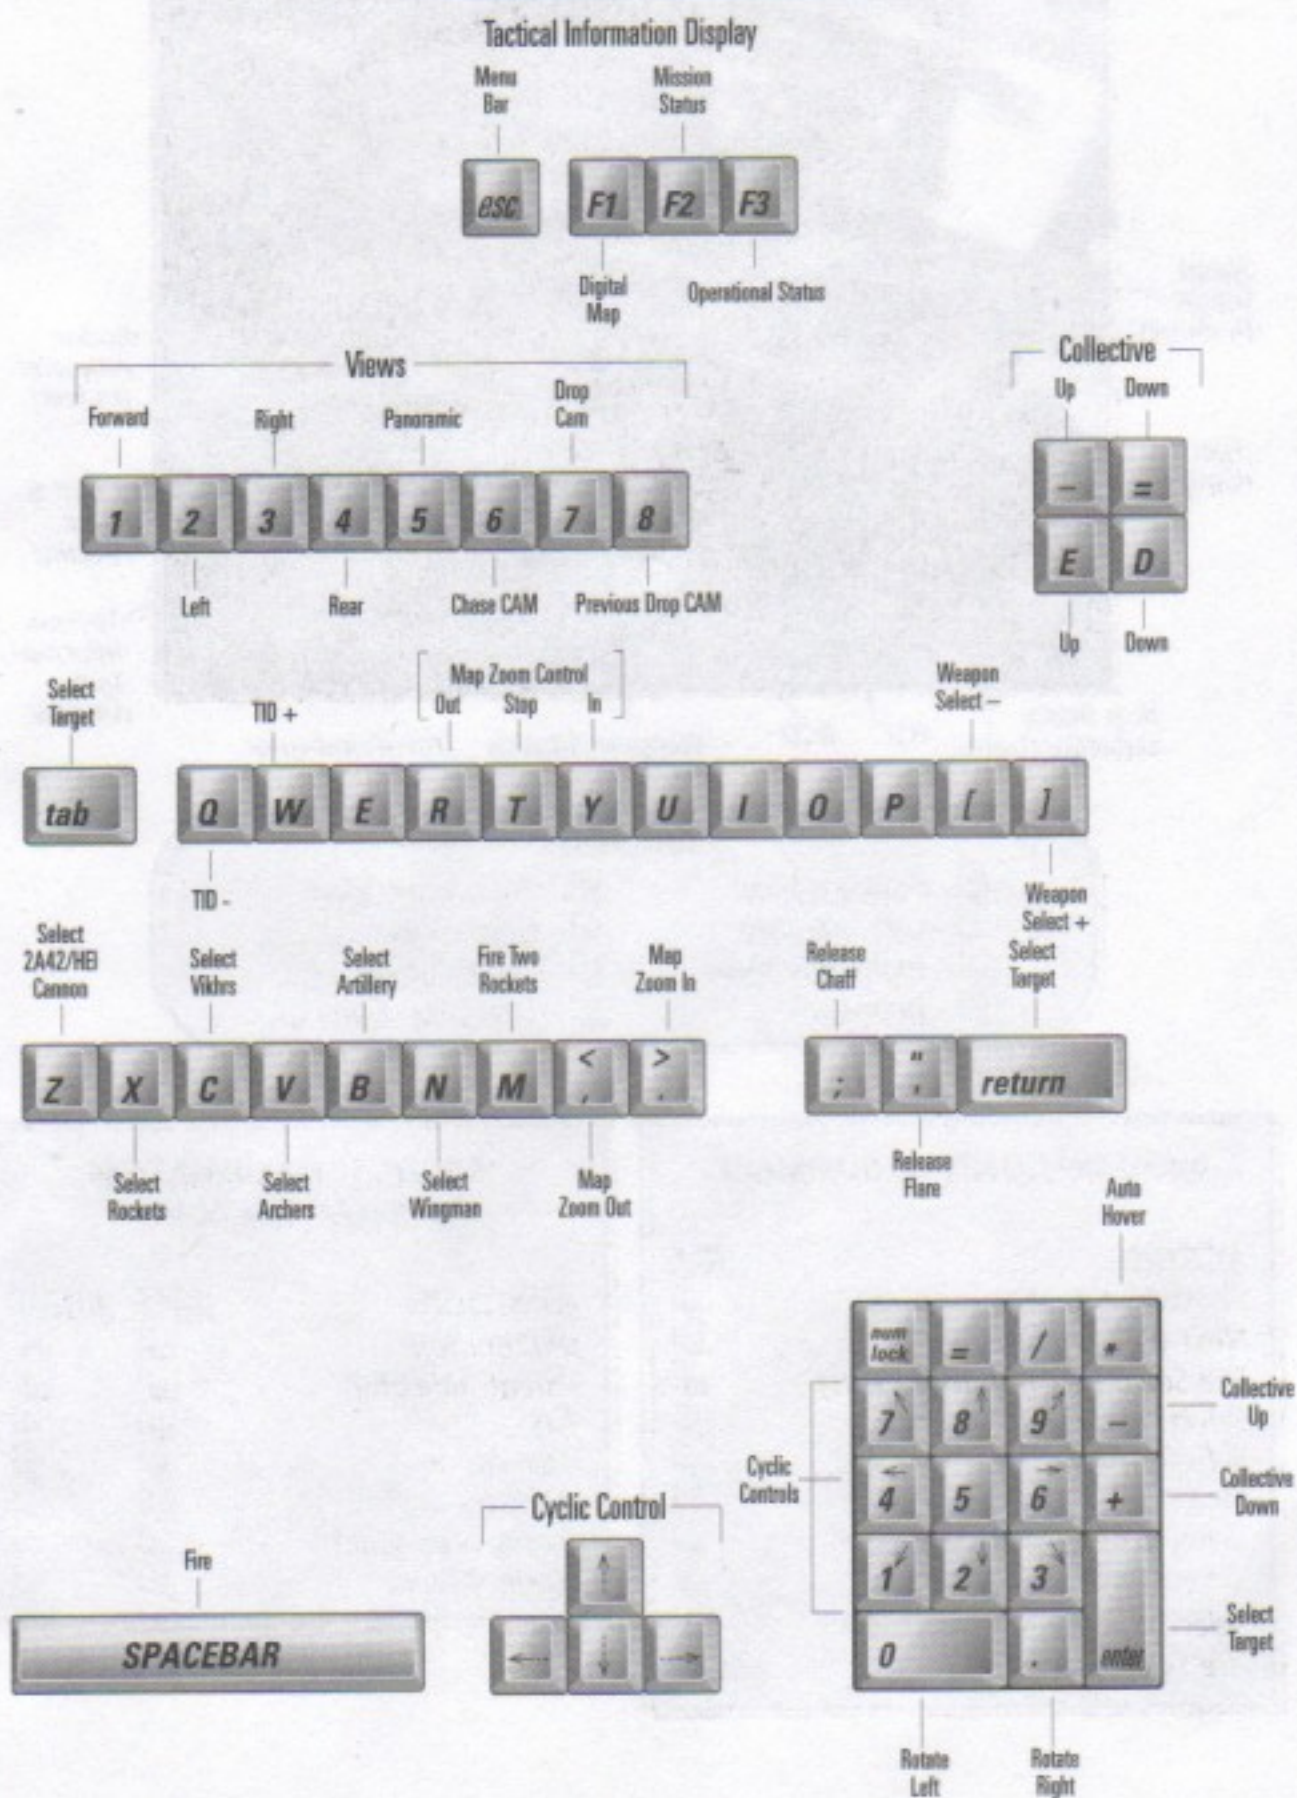 Tactical Information Display
Menu
Bar
Mission
Status
esc F1 F2 F3
Digital
Map
Operational Status
Views
Forward Right Panoramic Drop
Cam
1 2 3 4 5 6 7 8
Left Rear Chase CAM Previous Drop CAM
Collective
Up Down
- =
E D
Up Down
Select
Target
TID +
Map Zoom Control
Out Stop In
Weapon
Select –
tab Q W E R T Y U I O P [ ]
TID -
Weapon
Select +
Select
2A42/HEI
Cannon
Select
Vikhrs
Select
Artillery
Fire Two
Rockets
Map
Zoom In
Z X C V B N M < , > .
Select
Rockets
Select
Archers
Select
Wingman
Map
Zoom Out
Release
Chaff
Select
Target
; " ' return
Release
Flare
Auto
Hover
num
lock = / *
7 8 9 -
4 5 6 +
1 2 3
0 . enter
Cyclic
Controls
Collective
Up
Collective
Down
Select
Target
Rotate
Left
Rotate
Right
Fire
SPACEBAR
Cyclic Control